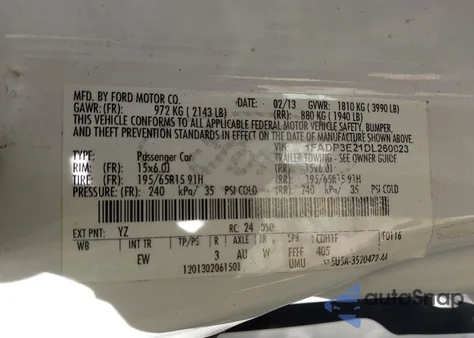 MFD. BY FORD MOTOR CO.
DATE: 02/13 GVWR: 1810 KG ( 3990 LB)
GAWR: (FR): 972 KG ( 2143 LB) (RR): 880 KG ( 1940 LB)
THIS VEHICLE CONFORMS TO ALL APPLICABLE FEDERAL MOTOR VEHICLE SAFETY, BUMPER,
AND THEFT PREVENTION STANDARDS IN EFFECT ON THE DATE OF MANUFACTURE SHOWN ABOVE.
VIN: 1FADP3E21DL260023
TYPE: Passenger Car TRAILER TOWING - SEE OWNER GUIDE
RIM: (FR): 15x6.0J (RR): 15x6.0J
TIRE: (FR): 195/65R15 91H (RR): 195/65R15 91H
PRESSURE: (FR): 240 kPa/ 35 PSI COLD (RR): 240 kPa/ 35 PSI COLD
EXT PNT: YZ RC: 24 DSO:
WB INT TR TP/PS R AXLE TR SPR CDH1F
EW 3 AU W FFFF 405
1201302061501 UMU
autoSnap